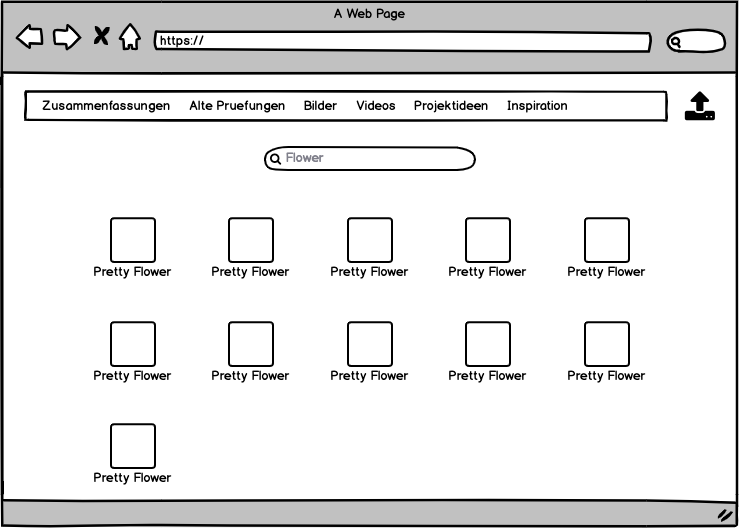 A Web Page
https://
Zusammenfassungen Alte Pruefungen Bilder Videos Projektideen Inspiration
Flower
Pretty Flower Pretty Flower Pretty Flower Pretty Flower Pretty Flower
Pretty Flower Pretty Flower Pretty Flower Pretty Flower Pretty Flower
Pretty Flower